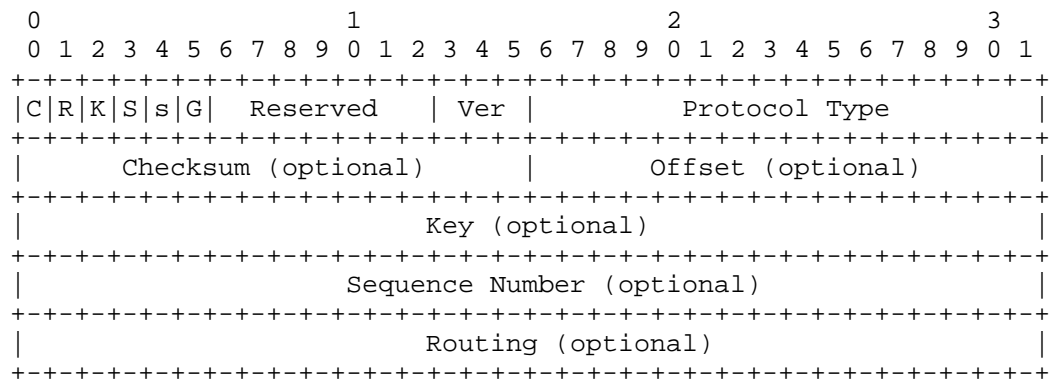 0                   1                   2                   3
 0 1 2 3 4 5 6 7 8 9 0 1 2 3 4 5 6 7 8 9 0 1 2 3 4 5 6 7 8 9 0 1
+-+-+-+-+-+-+-+-+-+-+-+-+-+-+-+-+-+-+-+-+-+-+-+-+-+-+-+-+-+-+-+-+
|C|R|K|S|s|G|  Reserved | Ver |         Protocol Type         |
+-+-+-+-+-+-+-+-+-+-+-+-+-+-+-+-+-+-+-+-+-+-+-+-+-+-+-+-+-+-+-+-+
|      Checksum (optional)      |       Offset (optional)       |
+-+-+-+-+-+-+-+-+-+-+-+-+-+-+-+-+-+-+-+-+-+-+-+-+-+-+-+-+-+-+-+-+
|                         Key (optional)                        |
+-+-+-+-+-+-+-+-+-+-+-+-+-+-+-+-+-+-+-+-+-+-+-+-+-+-+-+-+-+-+-+-+
|                    Sequence Number (optional)                 |
+-+-+-+-+-+-+-+-+-+-+-+-+-+-+-+-+-+-+-+-+-+-+-+-+-+-+-+-+-+-+-+-+
|                         Routing (optional)                    |
+-+-+-+-+-+-+-+-+-+-+-+-+-+-+-+-+-+-+-+-+-+-+-+-+-+-+-+-+-+-+-+-+